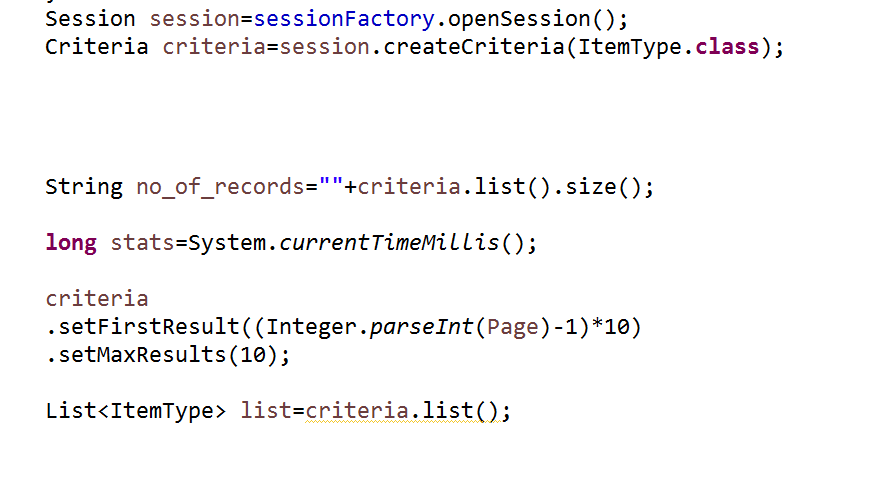 Session session=sessionFactory.openSession();
Criteria criteria=session.createCriteria(ItemType.class);
String no_of_records=""+criteria.list().size();
long stats=System.currentTimeMillis();
criteria
.setFirstResult((Integer.parseInt(Page)-1)*10)
.setMaxResults(10);
List<ItemType> list=criteria.list();